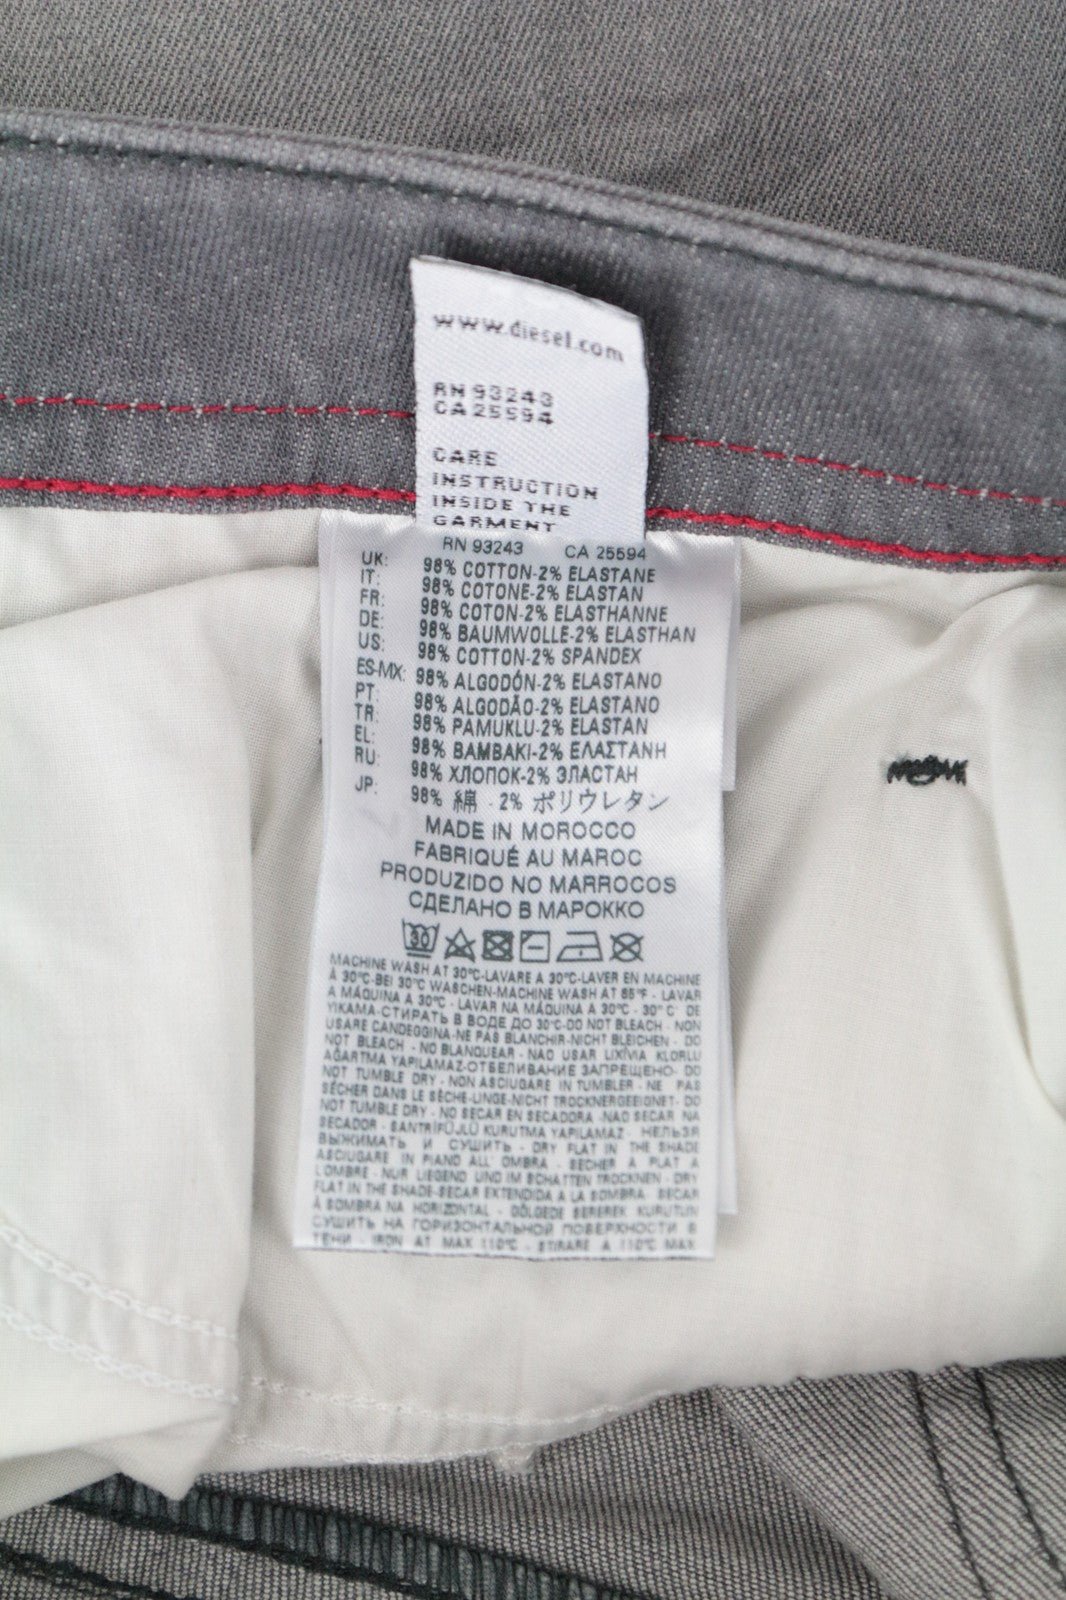 www.diesel.com
RN 93243
CA 25594
CARE
INSTRUCTION
INSIDE THE
GARMENT
RN 93243 CA 25594
UK: 98% COTTON-2% ELASTANE
IT: 98% COTONE-2% ELASTAN
FR: 98% COTON-2% ELASTHANNE
DE: 98% BAUMWOLLE-2% ELASTHAN
US: 98% COTTON-2% SPANDEX
ES-MX: 98% ALGODÓN-2% ELASTANO
PT: 98% ALGODÃO-2% ELASTANO
TR: 98% PAMUKLU-2% ELASTAN
EL: 98% ΒΑΜΒΑΚΙ-2% ΕΛΑΣΤΑΝΗ
RU: 98% ХЛОПОК-2% ЭЛАСТАН
JP: 98% 綿 - 2% ポリウレタン
MADE IN MOROCCO
FABRIQUÉ AU MAROC
PRODUZIDO NO MARROCOS
СДЕЛАНО В МАРОККО
30
MACHINE WASH AT 30°C-LAVARE A 30°C-LAVER EN MACHINE
À 30°C-BEI 30°C WASCHEN-MACHINE WASH AT 85°F - LAVAR
A MÁQUINA A 30°C - LAVAR NA MÁQUINA A 30°C - 30° C' DE
YIKAMA-СТИРАТЬ В ВОДЕ ДО 30°C-DO NOT BLEACH - NON
USARE CANDEGGINA-NE PAS BLANCHIR-NICHT BLEICHEN - DO
NOT BLEACH - NO BLANQUEAR - NAO USAR LIXÍVIA KLORLU
AĞARTMA YAPILAMAZ-ОТБЕЛИВАНИЕ ЗАПРЕЩЕНО- DO
NOT TUMBLE DRY - NON ASCIUGARE IN TUMBLER - NE PAS
SÉCHER DANS LE SÈCHE-LINGE-NICHT TROCKNERGEEIGNET- DO
NOT TUMBLE DRY - NO SECAR EN SECADORA -NAO SECAR NA
SECADOR - SANTRİFÜJLÜ KURUTMA YAPILAMAZ - НЕЛЬЗЯ
ВЫЖИМАТЬ И СУШИТЬ - DRY FLAT IN THE SHADE
ASCIUGARE IN PIANO ALL' OMBRA - SÉCHER À PLAT A
L'OMBRE - NUR LIEGEND UND IM SCHATTEN TROCKNEN - DRY
FLAT IN THE SHADE-SECAR EXTENDIDA A LA SOMBRA- SECAR
À SOMBRA NA HORIZONTAL - GÖLGEDE SEREREK KURUTUN
СУШИТЬ НА ГОРИЗОНТАЛЬНОЙ ПОВЕРХНОСТИ В
ТЕНИ - IRON AT MAX 110°C - STIRARE A 110°C MAX